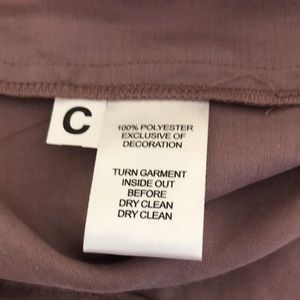 C
100% POLYESTER
EXCLUSIVE OF
DECORATION
TURN GARMENT
INSIDE OUT
BEFORE
DRY CLEAN
DRY CLEAN